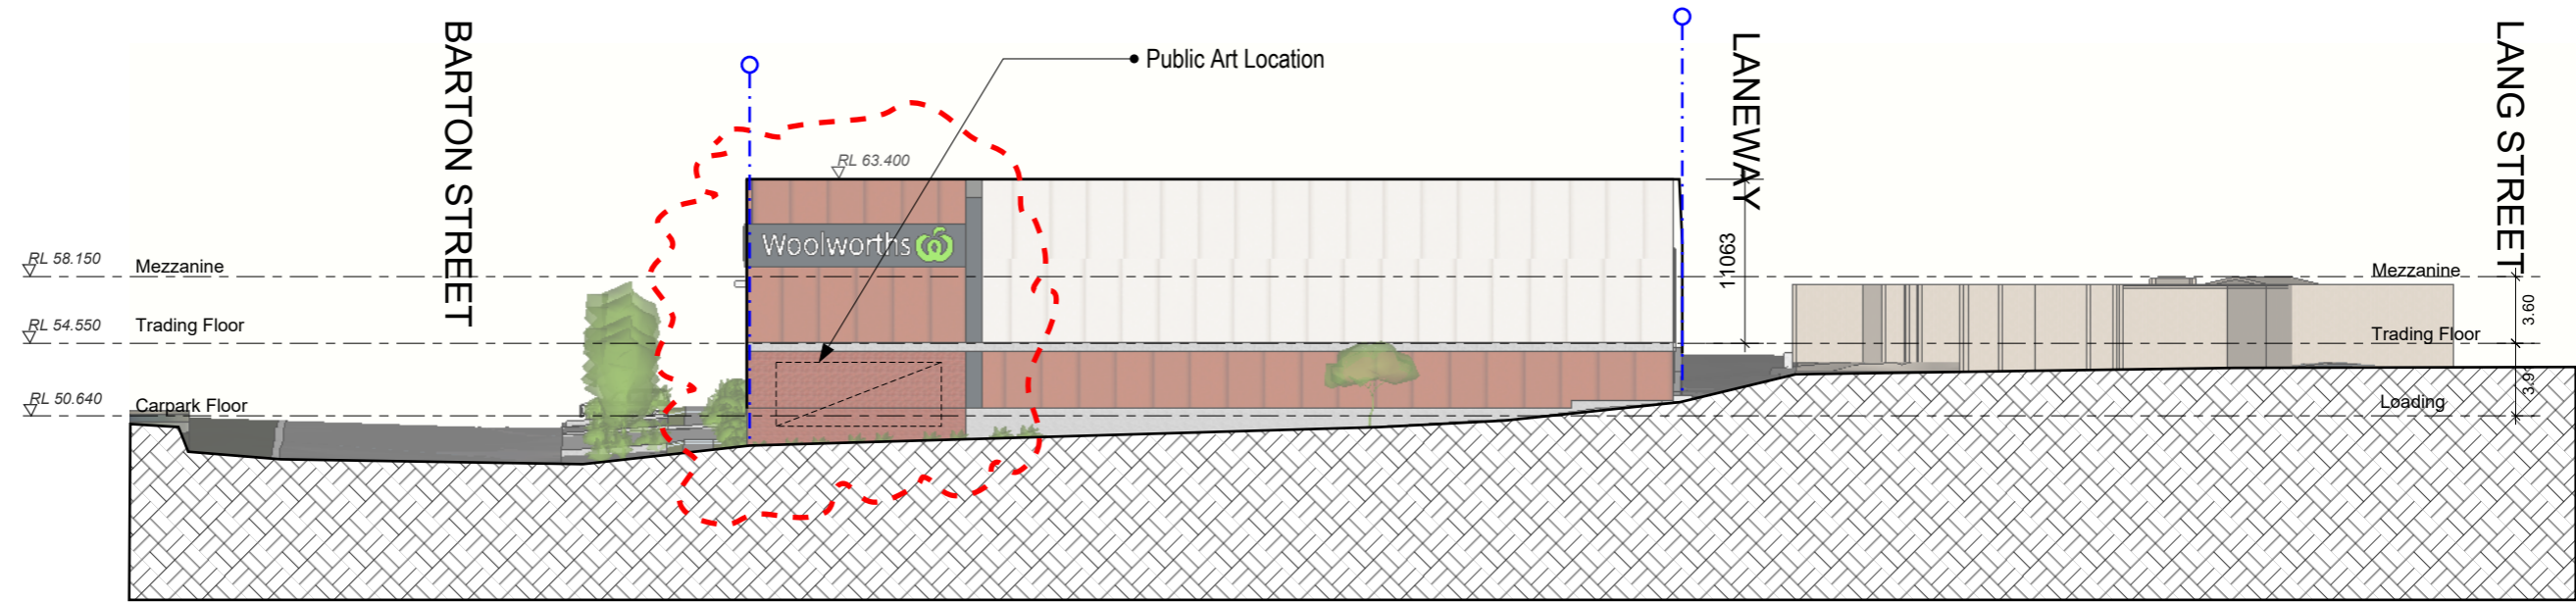 BARTON STREET
Public Art Location
LANEWAY
LANG STREET
RL 63.400
Woolworths
11063
RL 58.150
Mezzanine
Mezzanine
3.60
RL 54.550
Trading Floor
Trading Floor
3.9
RL 50.640
Carpark Floor
Loading